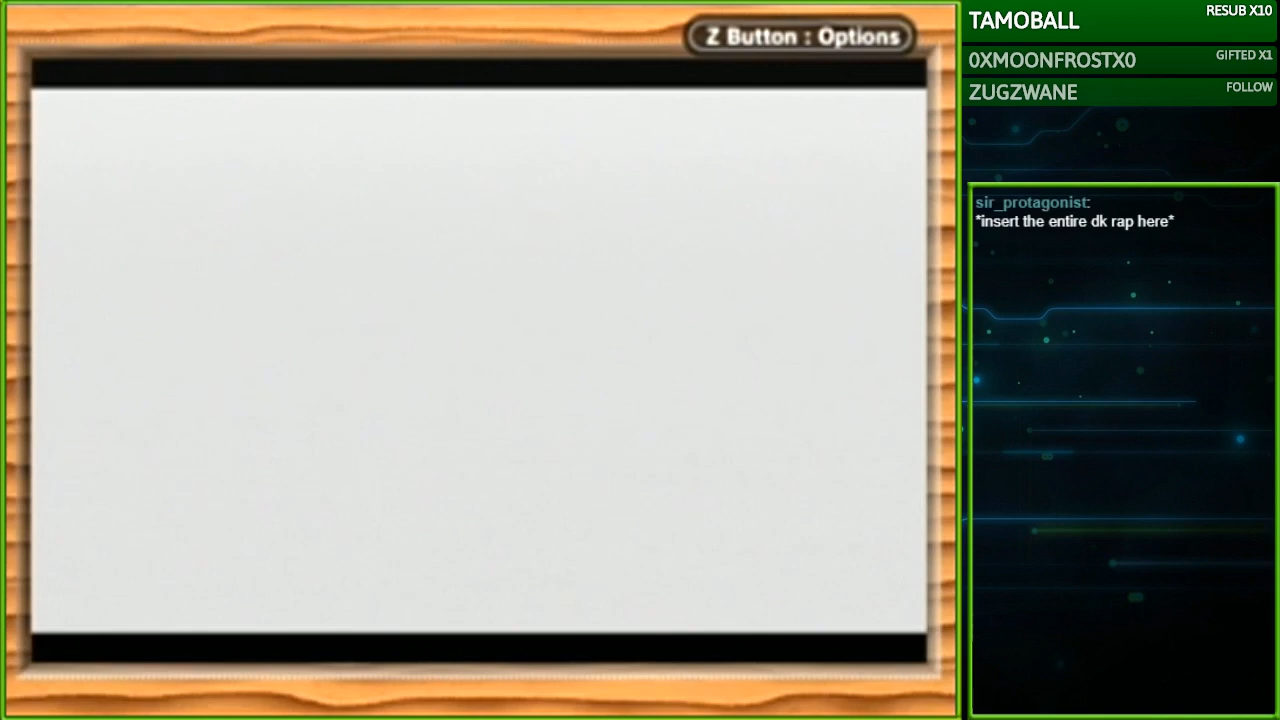 Z Button : Options
TAMOBALL
RESUB X10
0XMOONFROSTX0
GIFTED X1
ZUGZWANE
FOLLOW
sir_protagonist:
*insert the entire dk rap here*